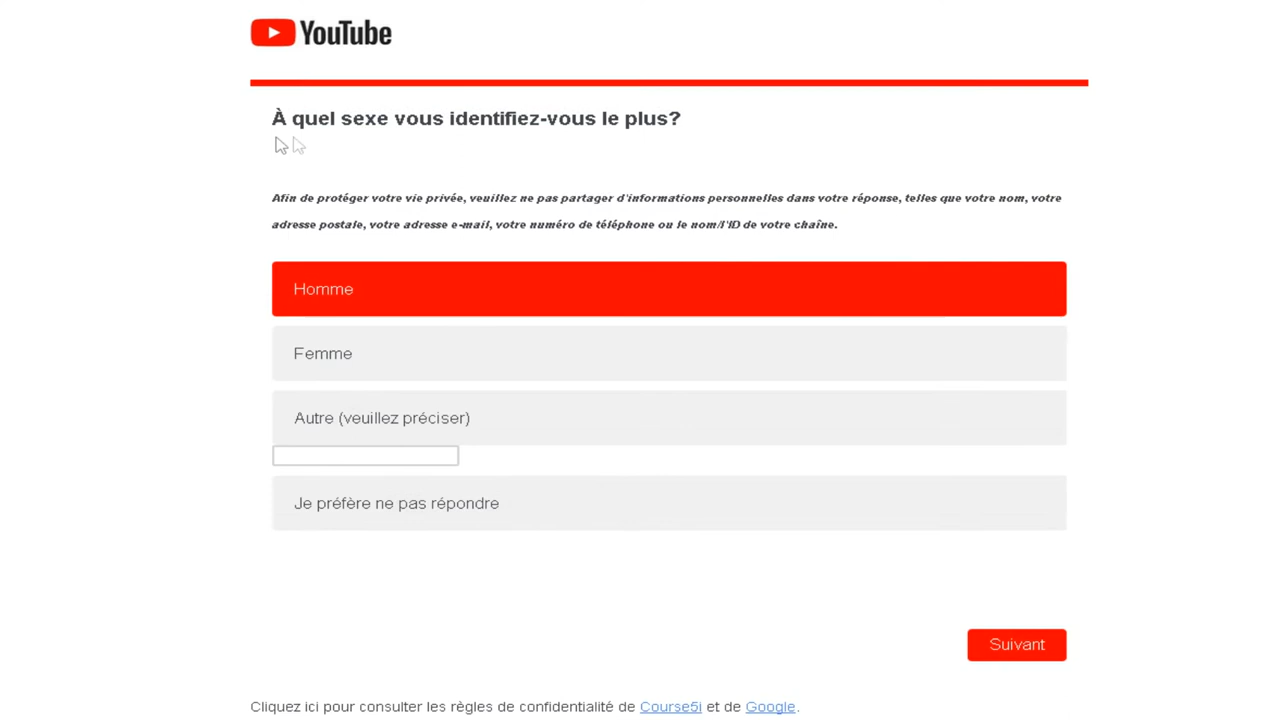 YouTube
À quel sexe vous identifiez-vous le plus?
Afin de protéger votre vie privée, veuillez ne pas partager d'informations personnelles dans votre réponse, telles que votre nom, votre
adresse postale, votre adresse e-mail, votre numéro de téléphone ou le nom/l'ID de votre chaîne.
Homme
Femme
Autre (veuillez préciser)
Je préfère ne pas répondre
Suivant
Cliquez ici pour consulter les règles de confidentialité de Course5i et de Google.